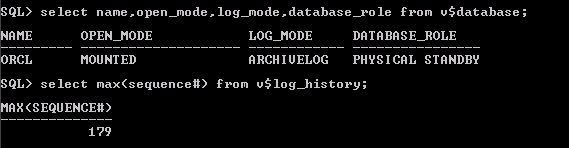 SQL> select name,open_mode,log_mode,database_role from v$database;
NAME OPEN_MODE LOG_MODE DATABASE_ROLE
--------- -------------------- ------------ ----------------
ORCL MOUNTED ARCHIVELOG PHYSICAL STANDBY
SQL> select max(sequence#) from v$log_history;
MAX(SEQUENCE#)
--------------
179